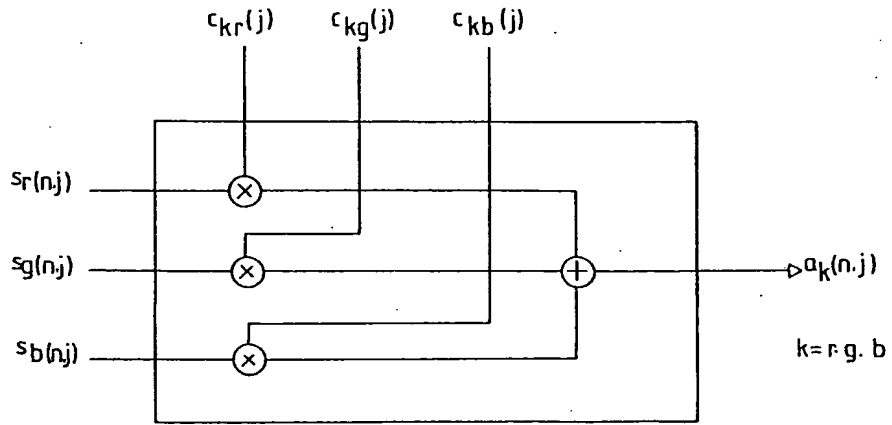 ckr(j) ckg(j) ckb(j)
sr(n,j)
sg(n,j)
ak(n,j)
sb(n,j)
k=r. g. b